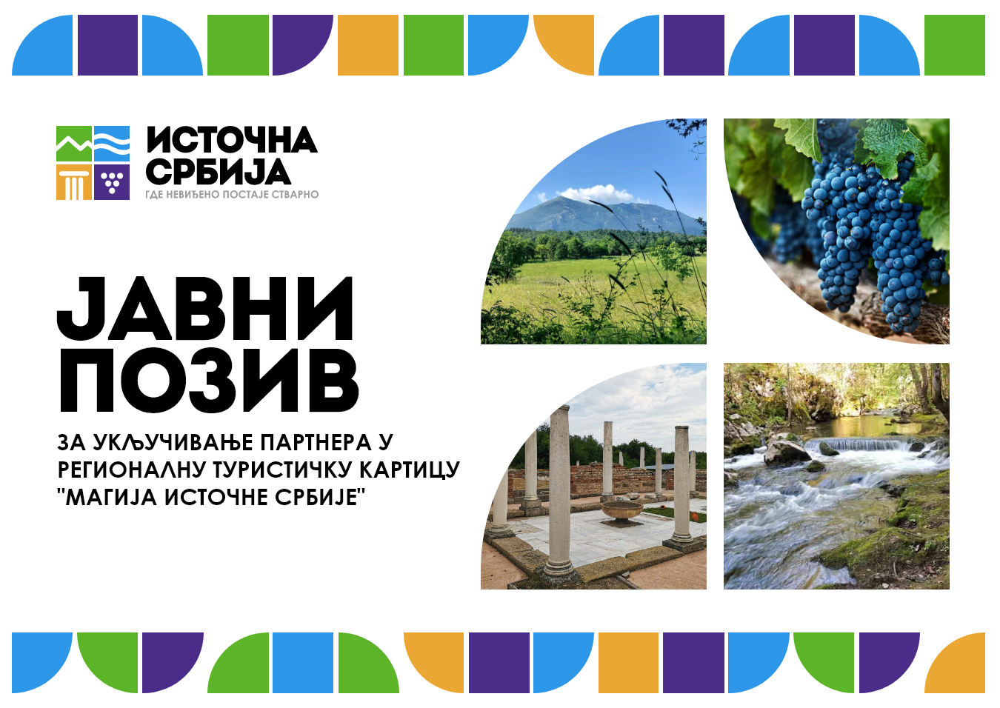 ИСТОЧНА
СРБИЈА
ГДЕ НЕВИЂЕНО ПОСТАЈЕ СТВАРНО
ЈАВНИ
ПОЗИВ
ЗА УКЉУЧИВАЊЕ ПАРТНЕРА У
РЕГИОНАЛНУ ТУРИСТИЧКУ КАРТИЦУ
"МАГИЈА ИСТОЧНЕ СРБИЈЕ"